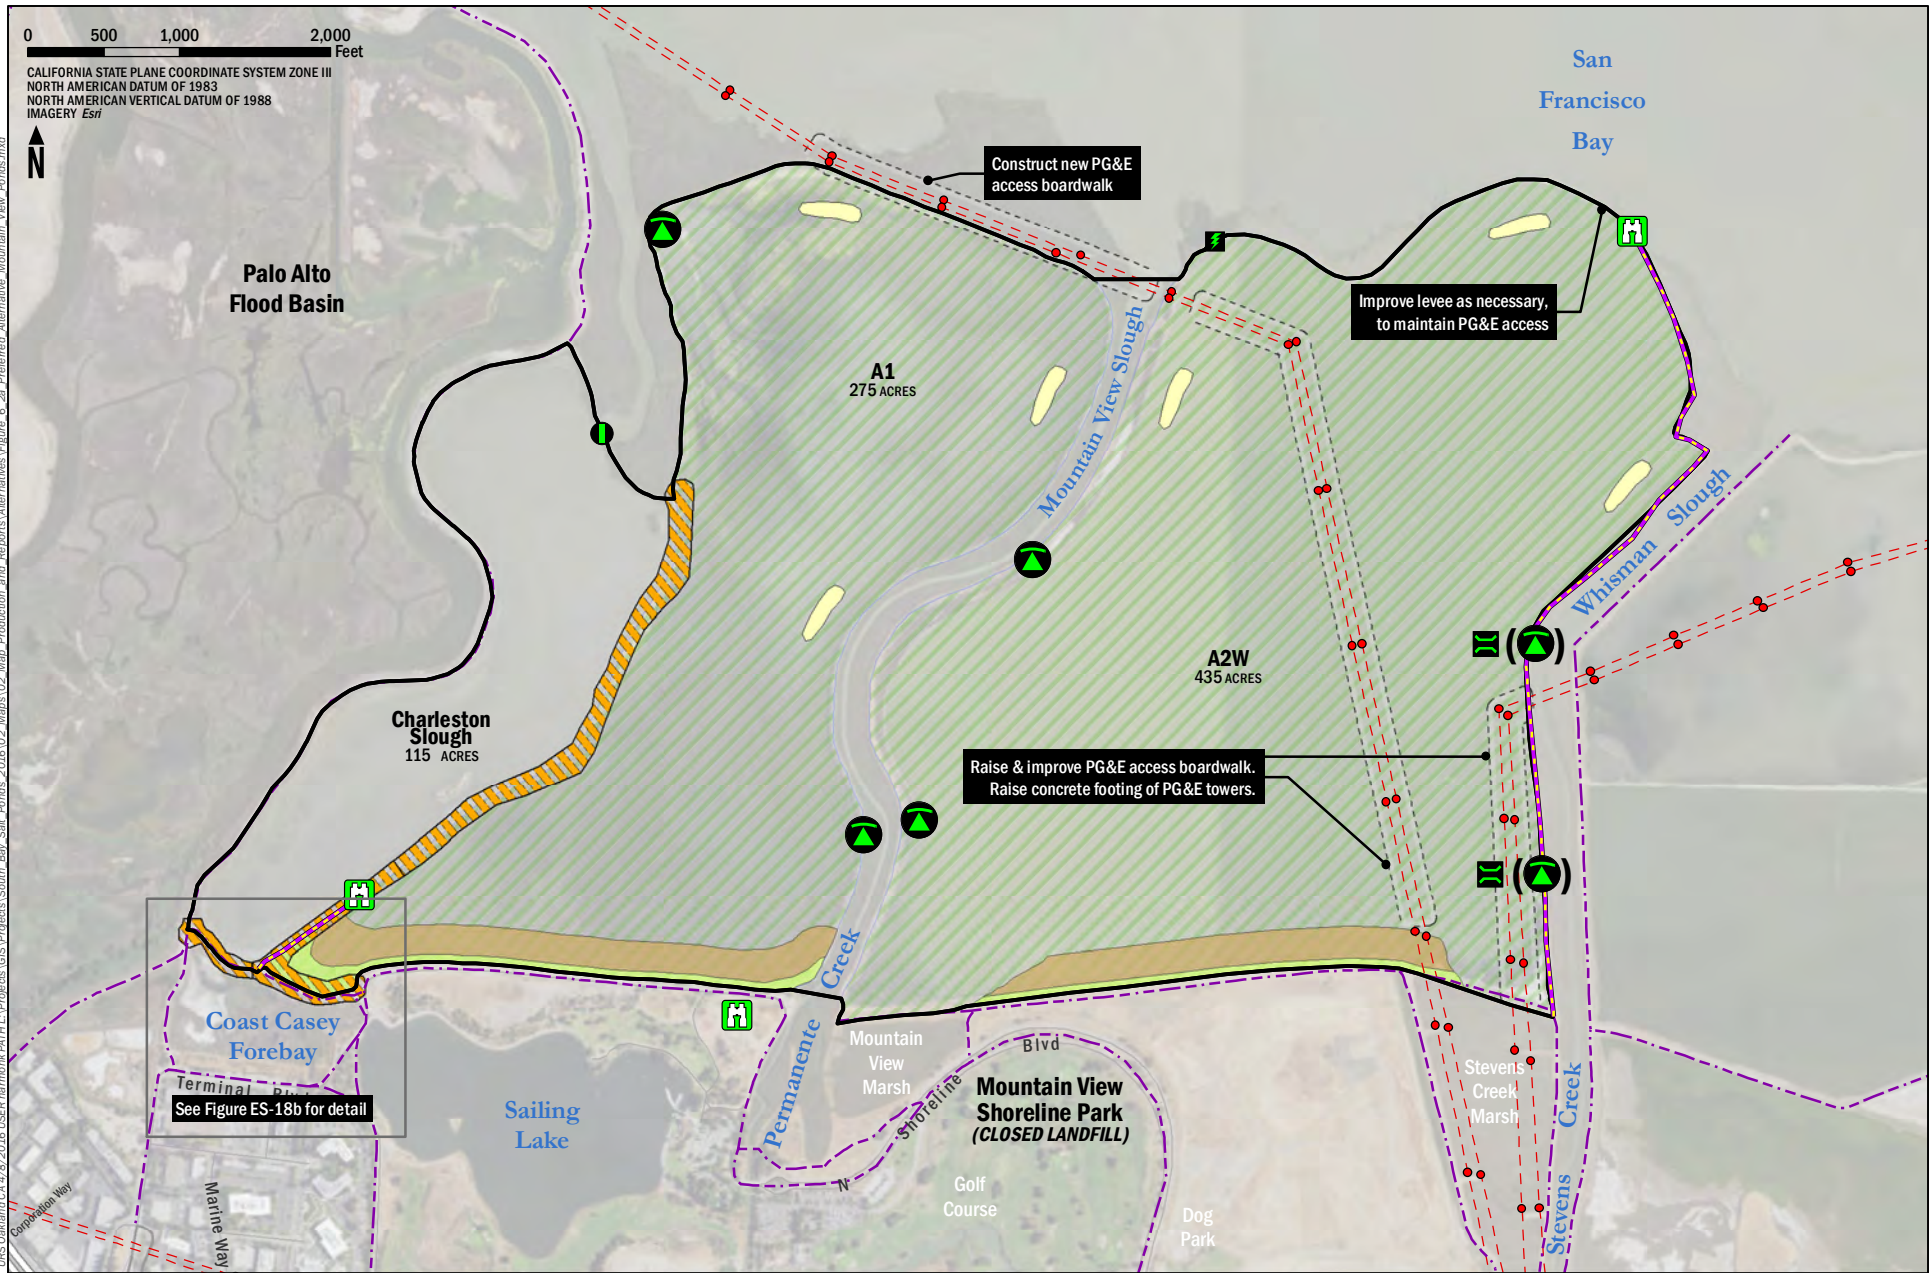 0 500 1,000 2,000
Feet
CALIFORNIA STATE PLANE COORDINATE SYSTEM ZONE III
NORTH AMERICAN DATUM OF 1983
NORTH AMERICAN VERTICAL DATUM OF 1988
IMAGERY Esri
N
San
Francisco
Bay
Construct new PG&E
access boardwalk
Palo Alto
Flood Basin
Improve levee as necessary,
to maintain PG&E access
A1
275 ACRES
Mountain View Slough
Whisman Slough
A2W
435 ACRES
Charleston
Slough
115 ACRES
Raise & improve PG&E access boardwalk.
Raise concrete footing of PG&E towers.
Coast Casey
Forebay
Terminal
See Figure ES-18b for detail
Sailing
Lake
Permanente Creek
Mountain
View
Marsh
N Shoreline Blvd
Mountain View
Shoreline Park
(CLOSED LANDFILL)
Golf
Course
Dog
Park
Stevens
Creek
Marsh
Stevens Creek
Corporation Way
Marine Way